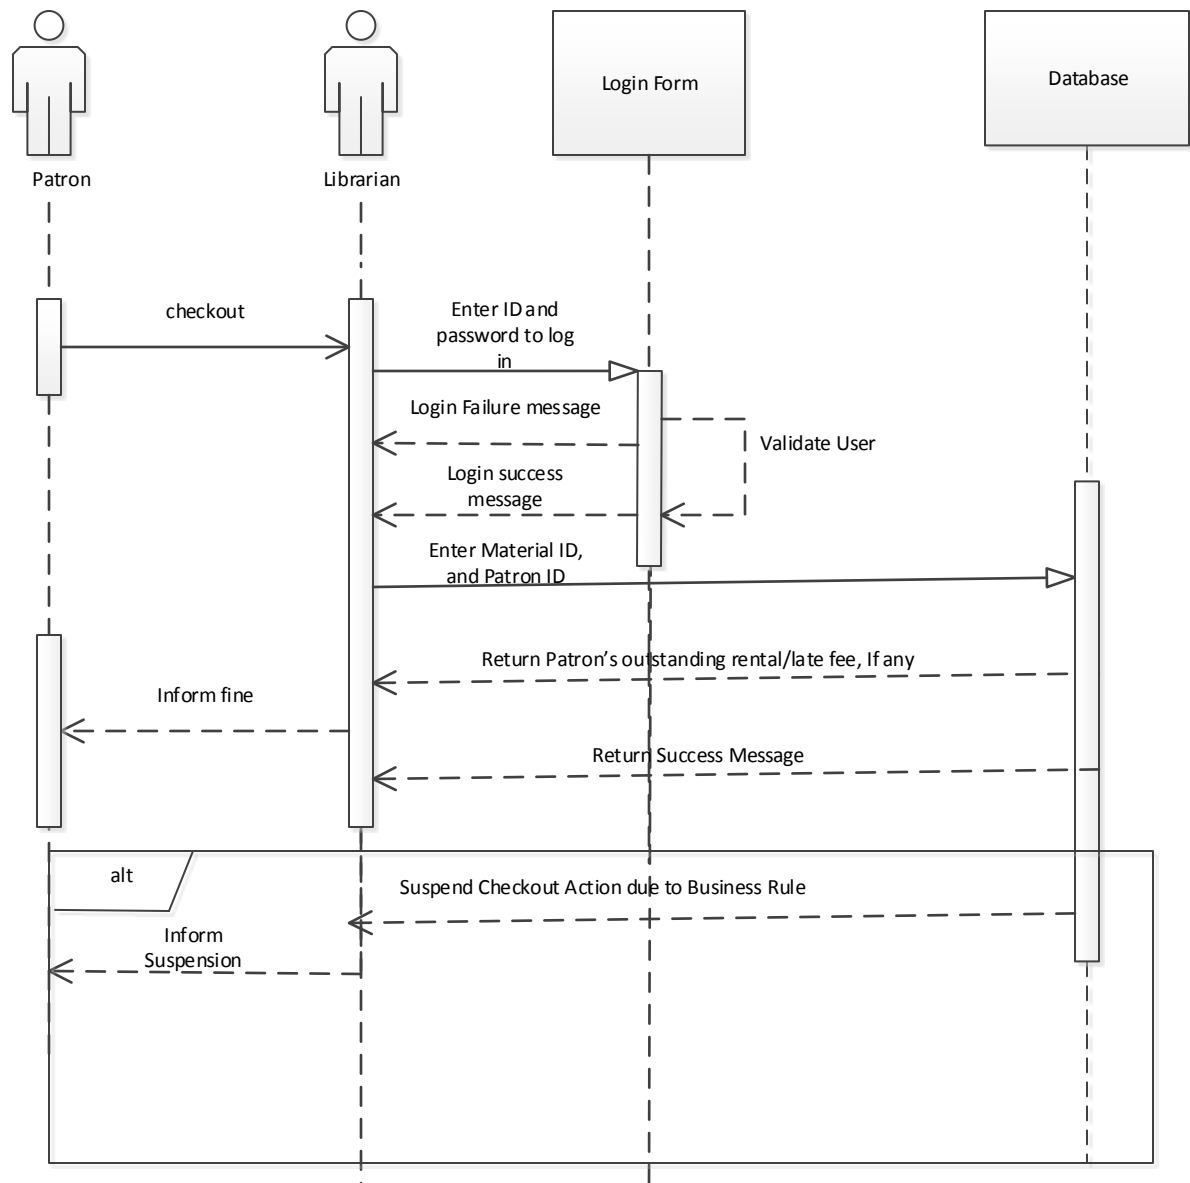 Login Form
Database
Patron
Librarian
checkout
Enter ID and
password to log
in
Login Failure message
Validate User
Login success
message
Enter Material ID,
and Patron ID
Return Patron’s outstanding rental/late fee, If any
Inform fine
Return Success Message
alt
Suspend Checkout Action due to Business Rule
Inform
Suspension